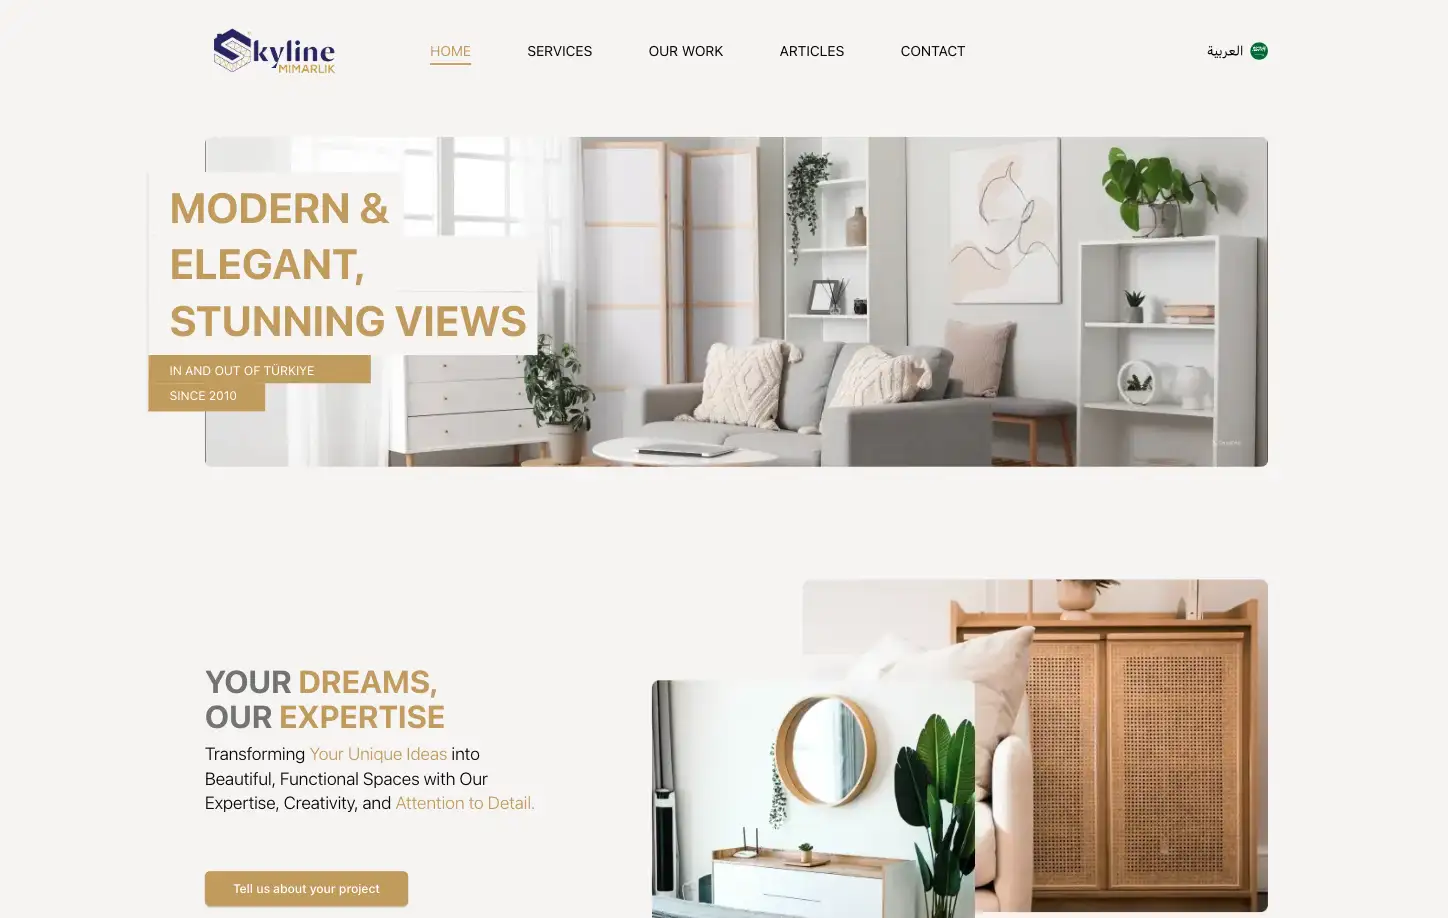 Skyline
MIMARLIK
HOME
SERVICES
OUR WORK
ARTICLES
CONTACT
العربية
MODERN &
ELEGANT,
STUNNING VIEWS
IN AND OUT OF TÜRKIYE
SINCE 2010
YOUR DREAMS,
OUR EXPERTISE
Transforming Your Unique Ideas into
Beautiful, Functional Spaces with Our
Expertise, Creativity, and Attention to Detail.
Tell us about your project